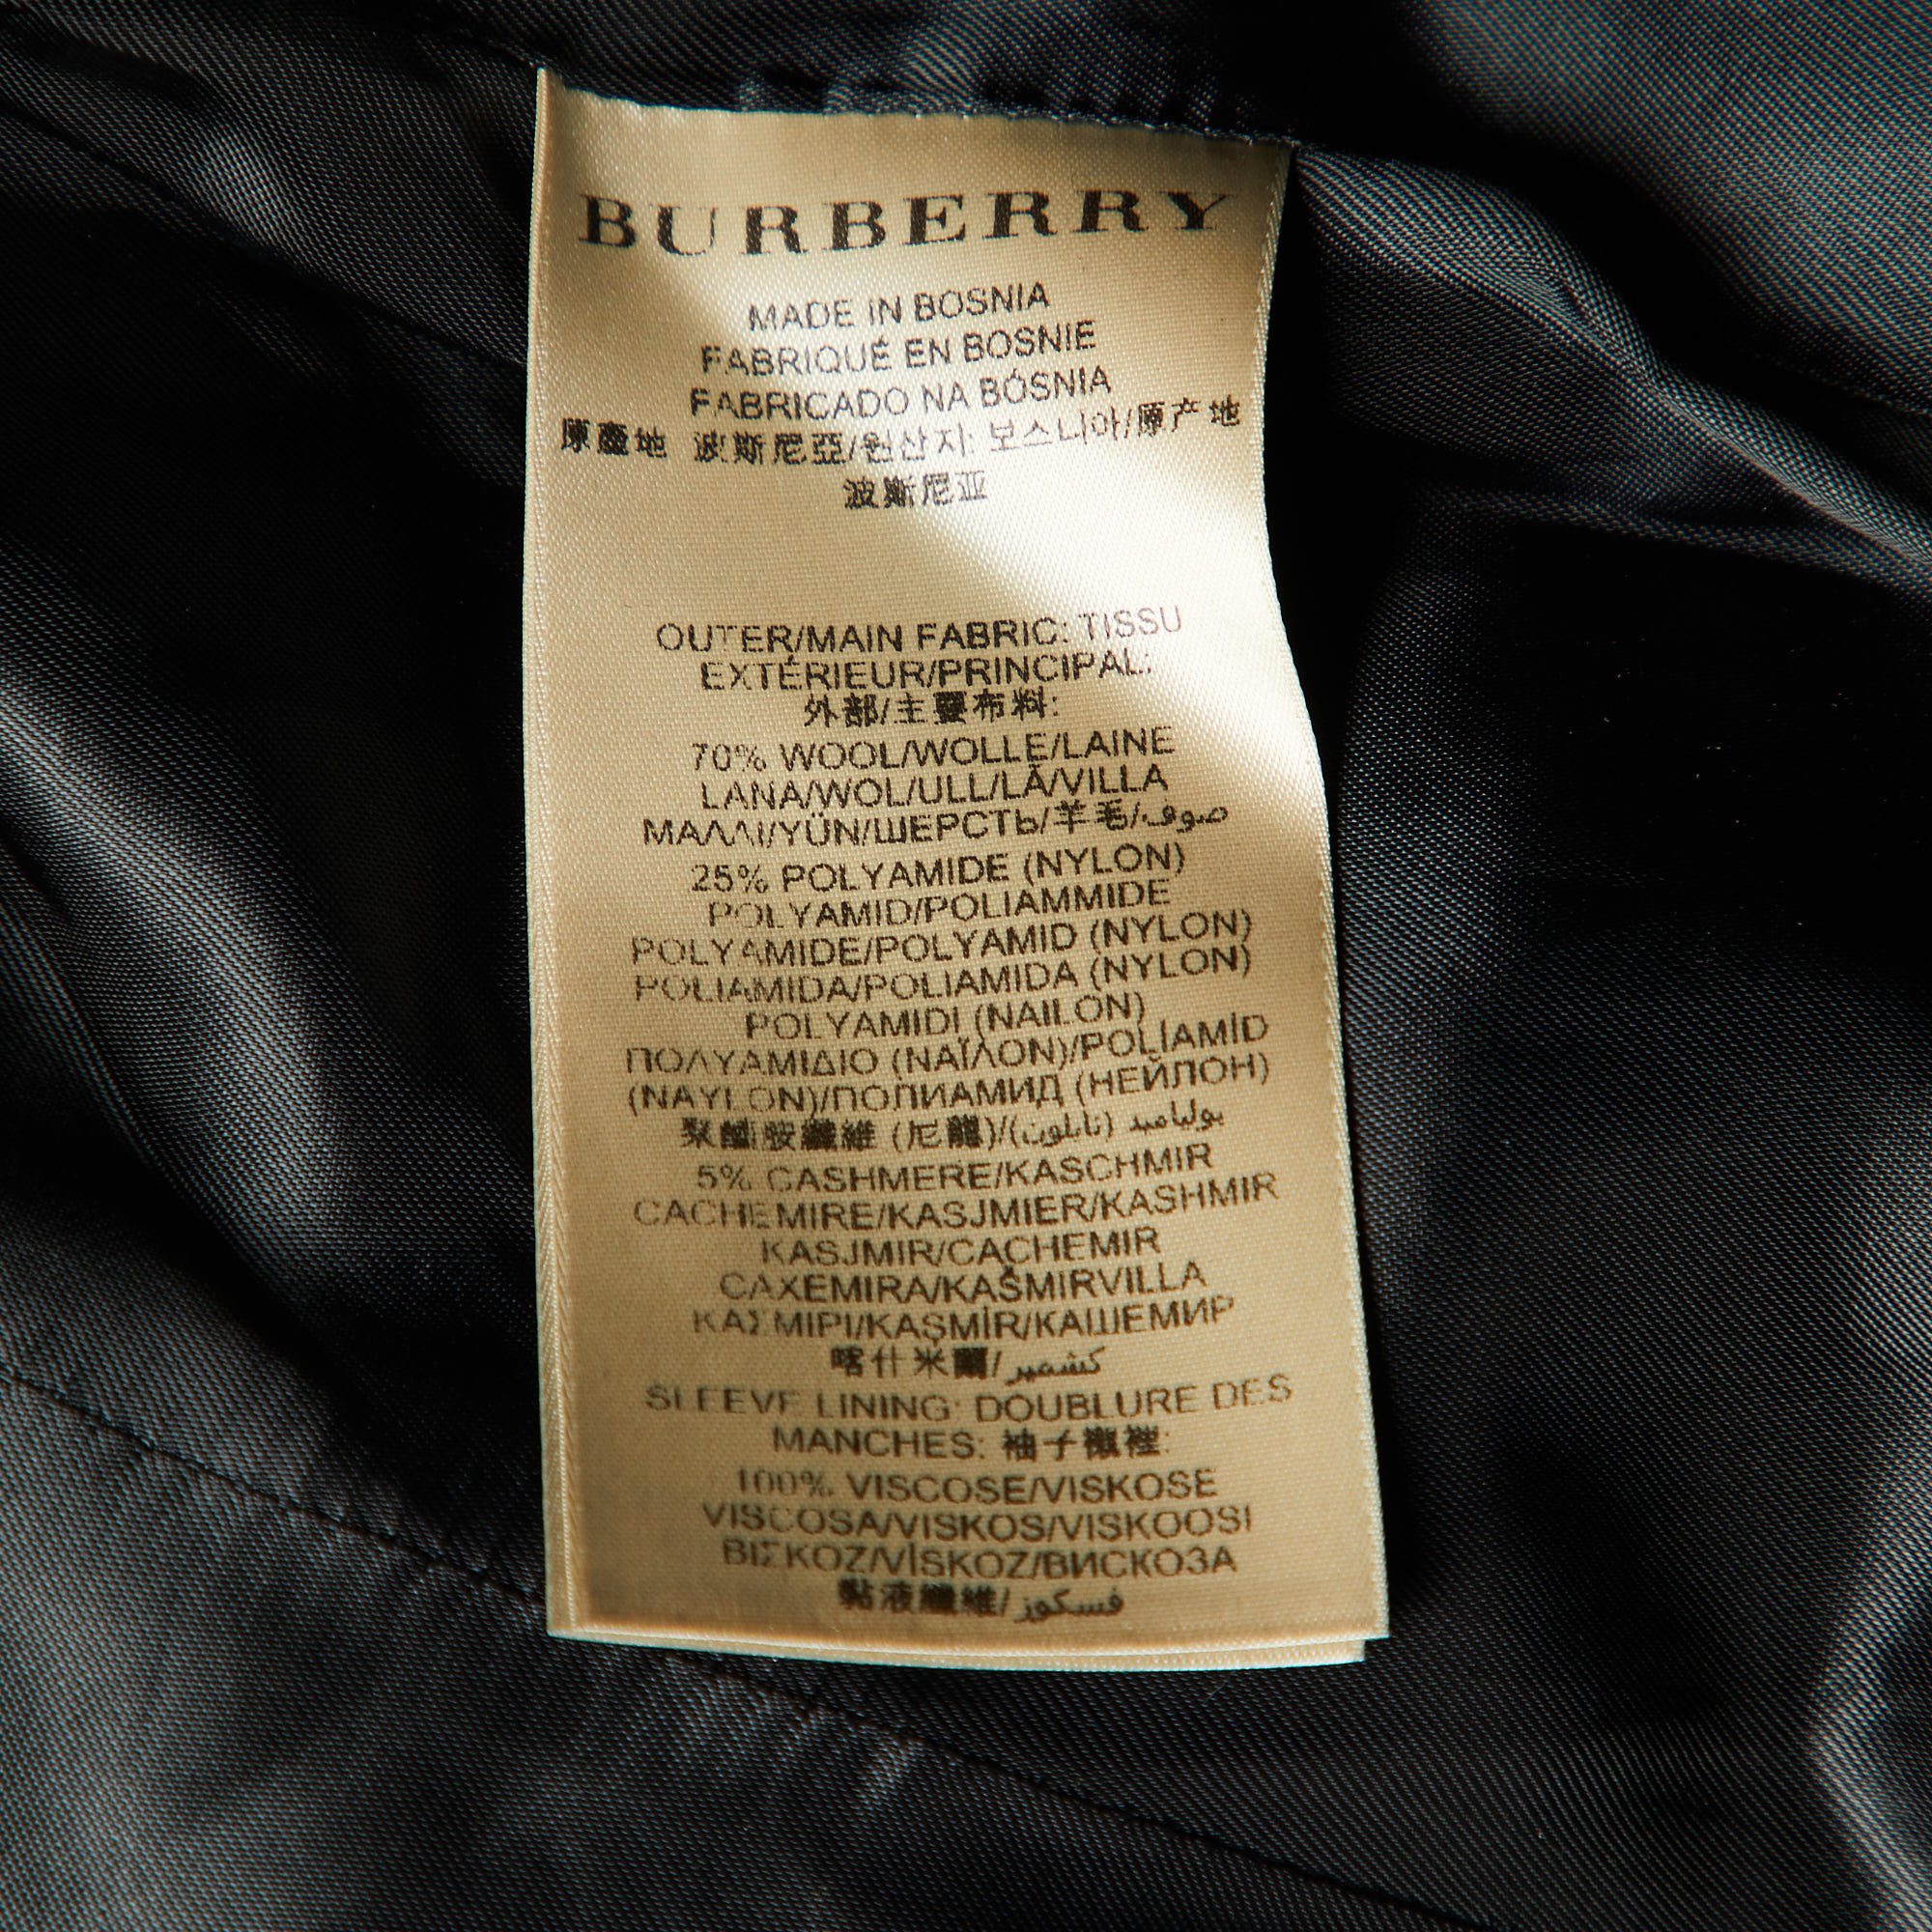 BURBERRY
MADE IN BOSNIA
FABRIQUÉ EN BOSNIE
FABRICADO NA BÓSNIA
原產地 波斯尼亞/원산지: 보스니아/原产地
波斯尼亚
OUTER/MAIN FABRIC: TISSU
EXTÉRIEUR/PRINCIPAL:
外部/主要布料:
70% WOOL/WOLLE/LAINE
LANA/WOL/ULL/LÃ/VILLA
ΜΑΛΛΙ/YÜN/ШЕРСТЬ/羊毛/صوف
25% POLYAMIDE (NYLON)
POLYAMID/POLIAMMIDE
POLYAMIDE/POLYAMID (NYLON)
POLIAMIDA/POLIAMIDA (NYLON)
POLYAMIDI (NAILON)
ΠΟΛΥΑΜΙΔΙΟ (ΝΑΪΛΟΝ)/POLİAMİD
(NAYLON)/ПОЛИАМИД (НЕЙЛОН)
聚醯胺纖維 (尼龍)/بولياميد (نايلون)
5% CASHMERE/KASCHMIR
CACHEMIRE/KASJMIER/KASHMIR
KASJMIR/CACHEMIR
CAXEMIRA/KAŠMIRVILLA
ΚΑΣΜΙΡΙ/KAŞMİR/КАШЕМИР
喀什米爾/كشمير
SLEEVE LINING: DOUBLURE DES
MANCHES: 袖子襯裡:
100% VISCOSE/VISKOSE
VISCOSA/VISKOS/VISKOOSI
ΒΙΣΚΟΖ/VİSKOZ/ВИСКОЗА
黏液纖維/فسكوز